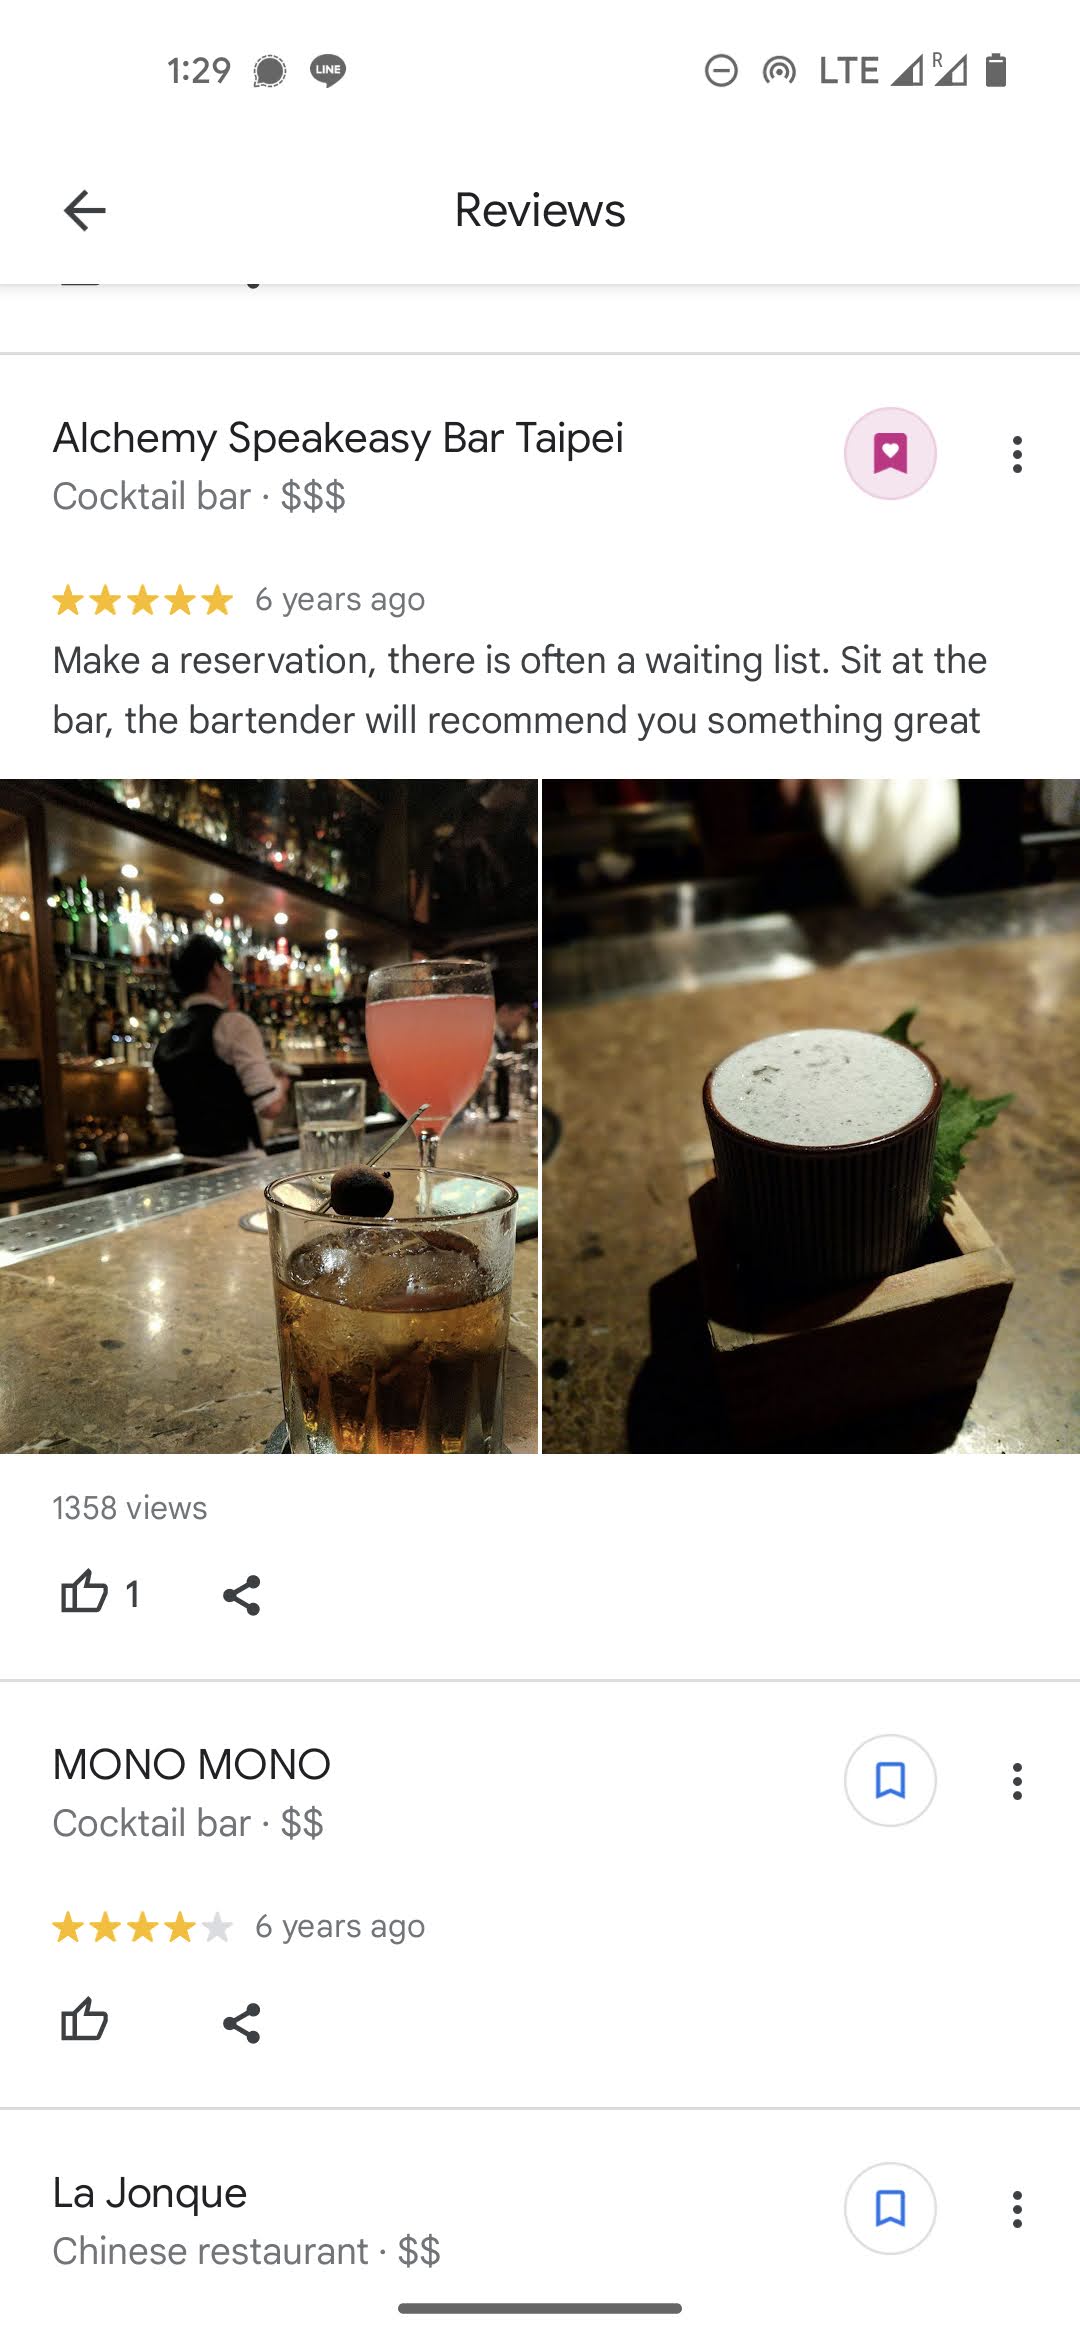 1:29 LINE LTE R
Reviews
Alchemy Speakeasy Bar Taipei
Cocktail bar · $$$
6 years ago
Make a reservation, there is often a waiting list. Sit at the
bar, the bartender will recommend you something great
1358 views
1
MONO MONO
Cocktail bar · $$
6 years ago
La Jonque
Chinese restaurant · $$